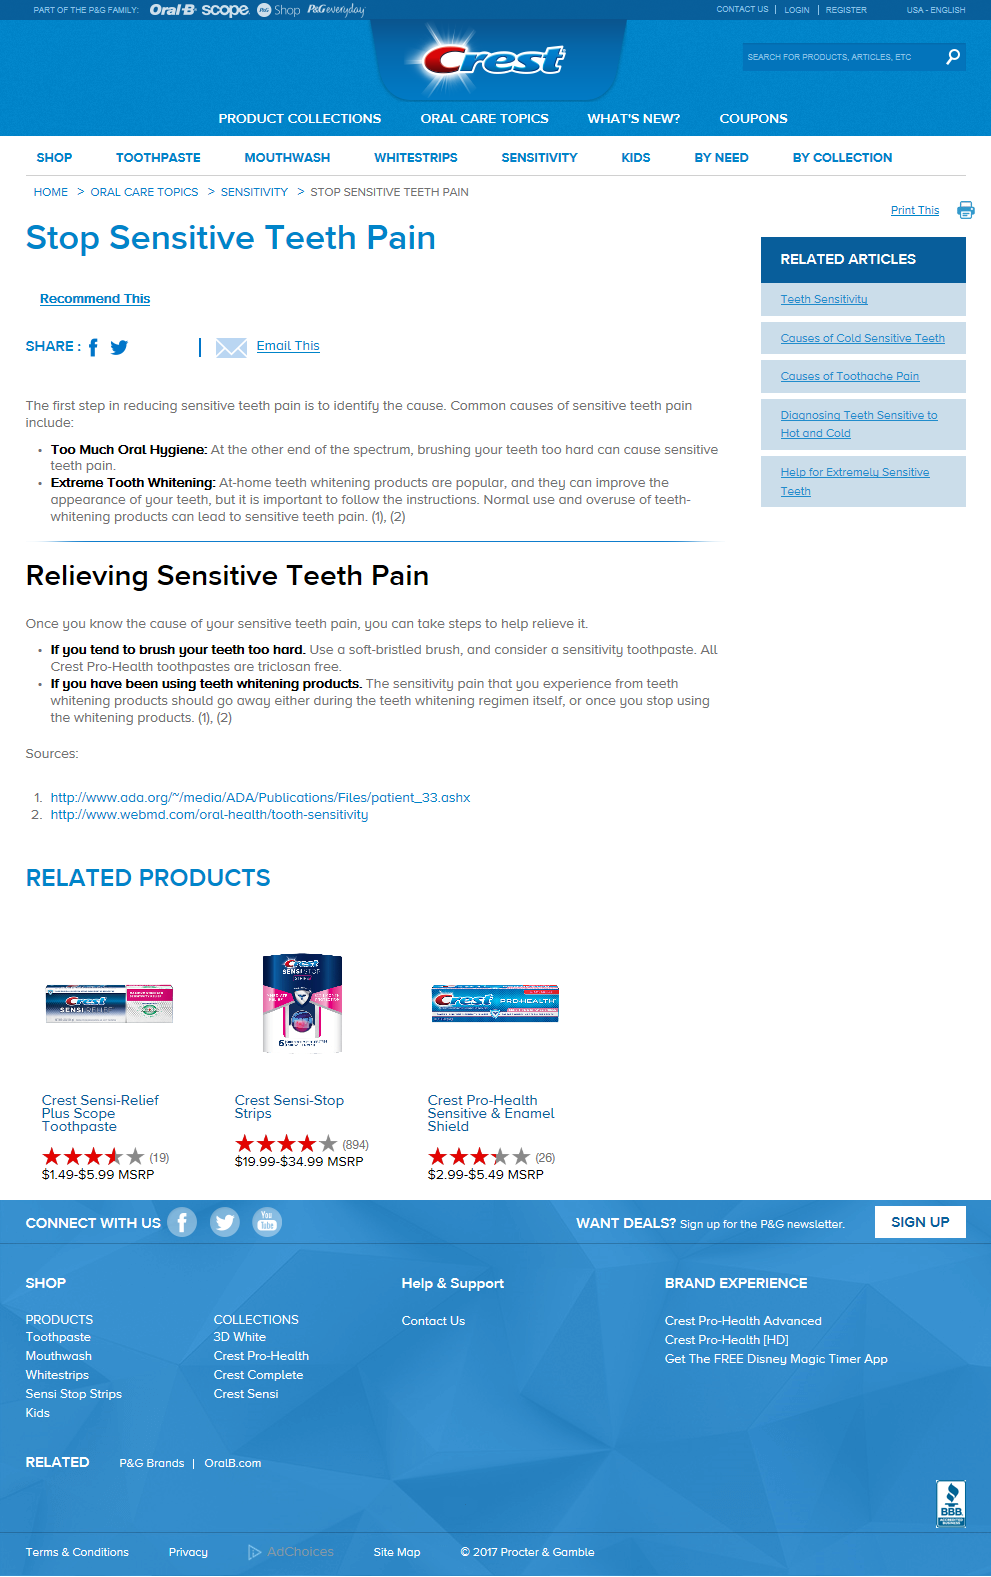 PART OF THE P&G FAMILY: Oral-B scope P&G Shop P&G everyday
CONTACT US | LOGIN | REGISTER USA - ENGLISH
Crest
SEARCH FOR PRODUCTS, ARTICLES, ETC
PRODUCT COLLECTIONS ORAL CARE TOPICS WHAT'S NEW? COUPONS
SHOP TOOTHPASTE MOUTHWASH WHITESTRIPS SENSITIVITY KIDS BY NEED BY COLLECTION
HOME > ORAL CARE TOPICS > SENSITIVITY > STOP SENSITIVE TEETH PAIN
Print This
Stop Sensitive Teeth Pain
Recommend This
SHARE : | Email This
The first step in reducing sensitive teeth pain is to identify the cause. Common causes of sensitive teeth pain
include:
• Too Much Oral Hygiene: At the other end of the spectrum, brushing your teeth too hard can cause sensitive
teeth pain.
• Extreme Tooth Whitening: At-home teeth whitening products are popular, and they can improve the
appearance of your teeth, but it is important to follow the instructions. Normal use and overuse of teeth-
whitening products can lead to sensitive teeth pain. (1), (2)
RELATED ARTICLES
Teeth Sensitivity
Causes of Cold Sensitive Teeth
Causes of Toothache Pain
Diagnosing Teeth Sensitive to
Hot and Cold
Help for Extremely Sensitive
Teeth
Relieving Sensitive Teeth Pain
Once you know the cause of your sensitive teeth pain, you can take steps to help relieve it.
• If you tend to brush your teeth too hard. Use a soft-bristled brush, and consider a sensitivity toothpaste. All
Crest Pro-Health toothpastes are triclosan free.
• If you have been using teeth whitening products. The sensitivity pain that you experience from teeth
whitening products should go away either during the teeth whitening regimen itself, or once you stop using
the whitening products. (1), (2)
Sources:
1. http://www.ada.org/~/media/ADA/Publications/Files/patient_33.ashx
2. http://www.webmd.com/oral-health/tooth-sensitivity
RELATED PRODUCTS
Crest
SENSI RELIEF
Crest
SENSI STOP
STRIPS
6
Crest PRO-HEALTH
Crest Sensi-Relief
Plus Scope
Toothpaste
(19)
$1.49-$5.99 MSRP
Crest Sensi-Stop
Strips
(894)
$19.99-$34.99 MSRP
Crest Pro-Health
Sensitive & Enamel
Shield
(26)
$2.99-$5.49 MSRP
CONNECT WITH US You Tube
WANT DEALS? Sign up for the P&G newsletter. SIGN UP
SHOP
PRODUCTS
Toothpaste
Mouthwash
Whitestrips
Sensi Stop Strips
Kids
COLLECTIONS
3D White
Crest Pro-Health
Crest Complete
Crest Sensi
Help & Support
Contact Us
BRAND EXPERIENCE
Crest Pro-Health Advanced
Crest Pro-Health [HD]
Get The FREE Disney Magic Timer App
RELATED P&G Brands | OralB.com
BBB
ACCREDITED
BUSINESS
Terms & Conditions Privacy AdChoices Site Map © 2017 Procter & Gamble